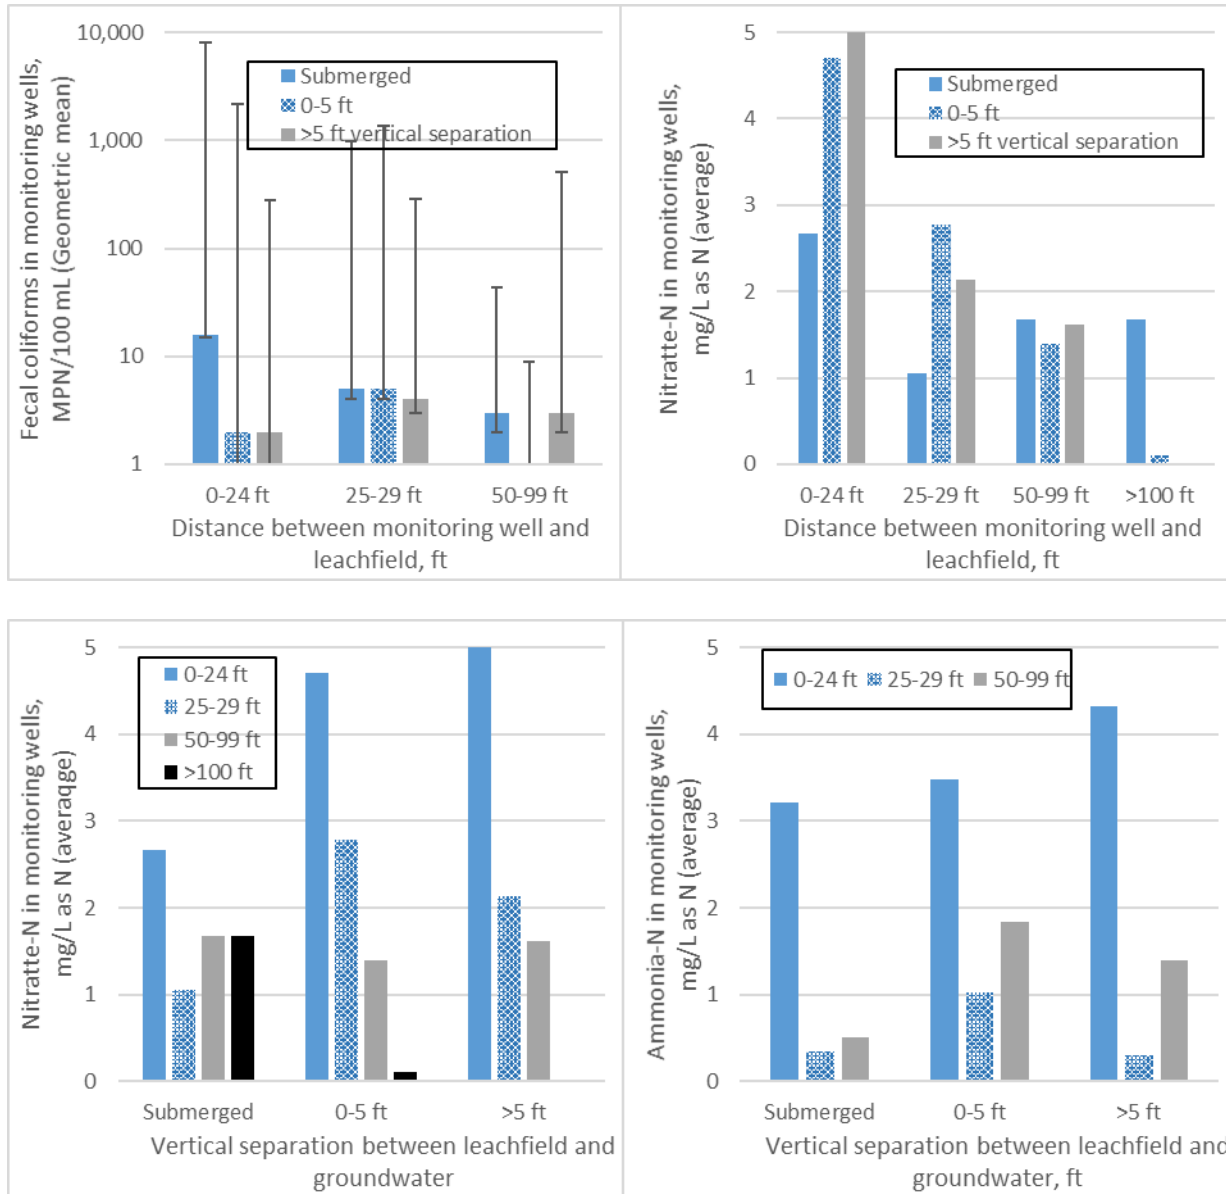 Fecal coliforms in monitoring wells,
MPN/100 mL (Geometric mean)
10,000
1,000
100
10
1
Submerged
0-5 ft
>5 ft vertical separation
0-24 ft
25-29 ft
50-99 ft
Distance between monitoring well and
leachfield, ft
Nitratte-N in monitoring wells,
mg/L as N (average)
5
4
3
2
1
0
Submerged
0-5 ft
>5 ft vertical separation
0-24 ft
25-29 ft
50-99 ft
>100 ft
Distance between monitoring well and
leachfield, ft
Nitratte-N in monitoring wells,
mg/L as N (averaqge)
5
4
3
2
1
0
0-24 ft
25-29 ft
50-99 ft
>100 ft
Submerged
0-5 ft
>5 ft
Vertical separation between leachfield and
groundwater
Ammonia-N in monitoring wells,
mg/L as N (average)
5
4
3
2
1
0
0-24 ft
25-29 ft
50-99 ft
Submerged
0-5 ft
>5 ft
Vertical separation between leachfield and
groundwater, ft